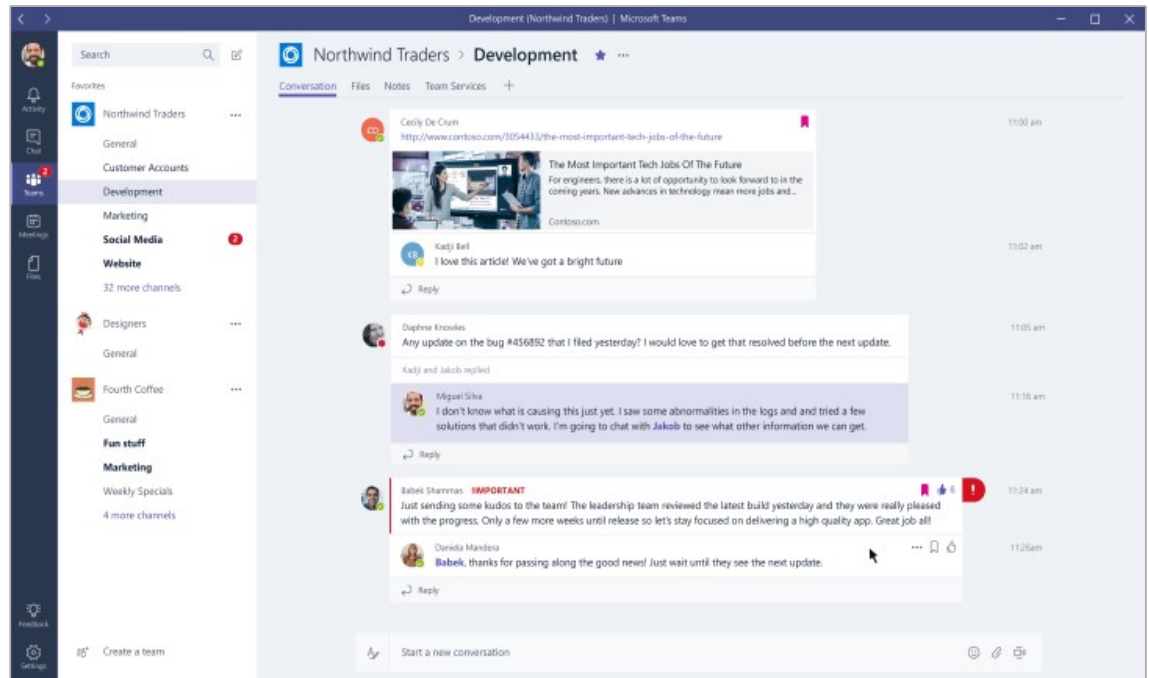 Development (Northwind Traders) | Microsoft Teams
Search
Northwind Traders > Development
Favorites
Conversation
Files
Notes
Team Services
Activity
Chat
2
Teams
Meetings
Files
Northwind Traders
General
Customer Accounts
Development
Marketing
Social Media
2
Website
32 more channels
Designers
General
Fourth Coffee
General
Fun stuff
Marketing
Weekly Specials
4 more channels
Feedback
Settings
Create a team
CD
Cecily De Crum
11:00 am
http://www.contoso.com/3054433/the-most-important-tech-jobs-of-the-future
The Most Important Tech Jobs Of The Future
For engineers, there is a lot of opportunity to look forward to in the
coming years. New advances in technology mean more jobs and...
Contoso.com
KB
Kadji Bell
11:02 am
I love this article! We've got a bright future
Reply
Daphne Knowles
11:05 am
Any update on the bug #456892 that I filed yesterday? I would love to get that resolved before the next update.
Kadji and Jakob replied
Miguel Silva
11:16 am
I don't know what is causing this just yet. I saw some abnormalities in the logs and and tried a few
solutions that didn't work. I'm going to chat with Jakob to see what other information we can get.
Reply
Babek Shammas !IMPORTANT
6
!
11:24 am
Just sending some kudos to the team! The leadership team reviewed the latest build yesterday and they were really pleased
with the progress. Only a few more weeks until release so let's stay focused on delivering a high quality app. Great job all!
Daniela Mandera
11:26am
Babek, thanks for passing along the good news! Just wait until they see the next update.
Reply
Start a new conversation